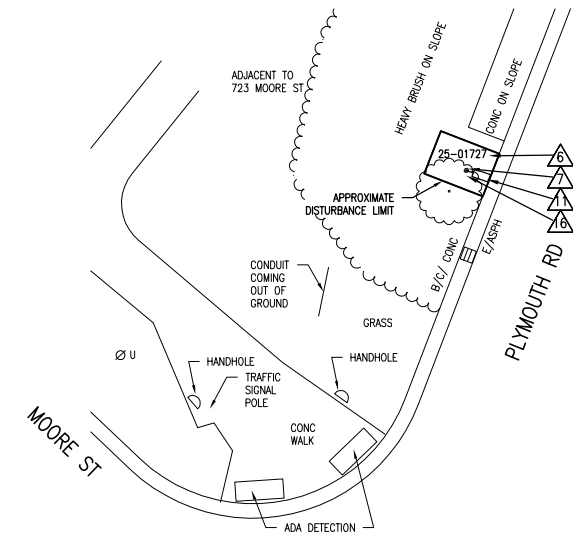 ADJACENT TO
723 MOORE ST
HEAVY BRUSH ON SLOPE
CONC ON SLOPE
25-01727
6
7
11
16
APPROXIMATE
DISTURBANCE LIMIT
B/C/ CONC
E/ASPH
PLYMOUTH RD
CONDUIT
COMING
OUT OF
GROUND
GRASS
Ø U
HANDHOLE
HANDHOLE
TRAFFIC
SIGNAL
POLE
CONC
WALK
MOORE ST
ADA DETECTION